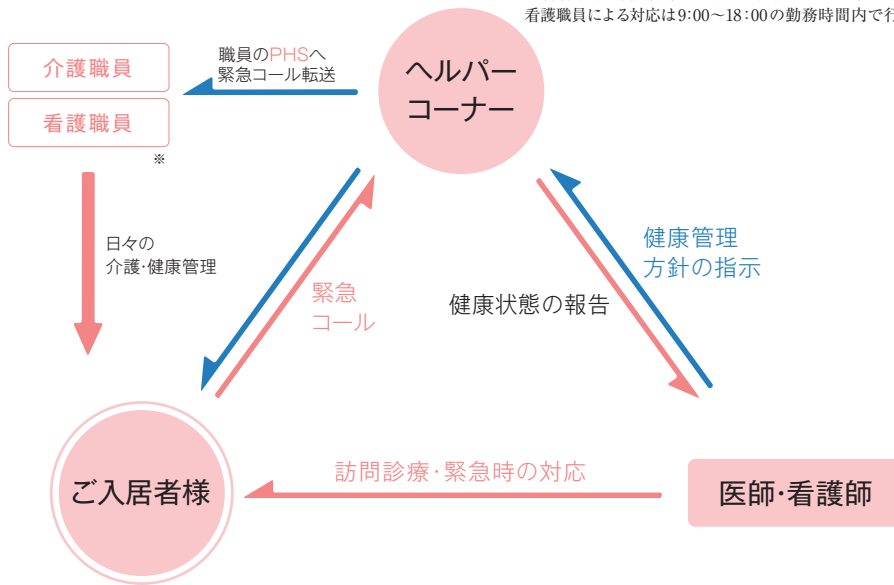 看護職員による対応は9:00〜18:00の勤務時間内で行
介護職員
看護職員
※
職員のPHSへ
緊急コール転送
ヘルパー
コーナー
日々の
介護・健康管理
緊急
コール
健康状態の報告
健康管理
方針の指示
ご入居者様
訪問診療・緊急時の対応
医師・看護師